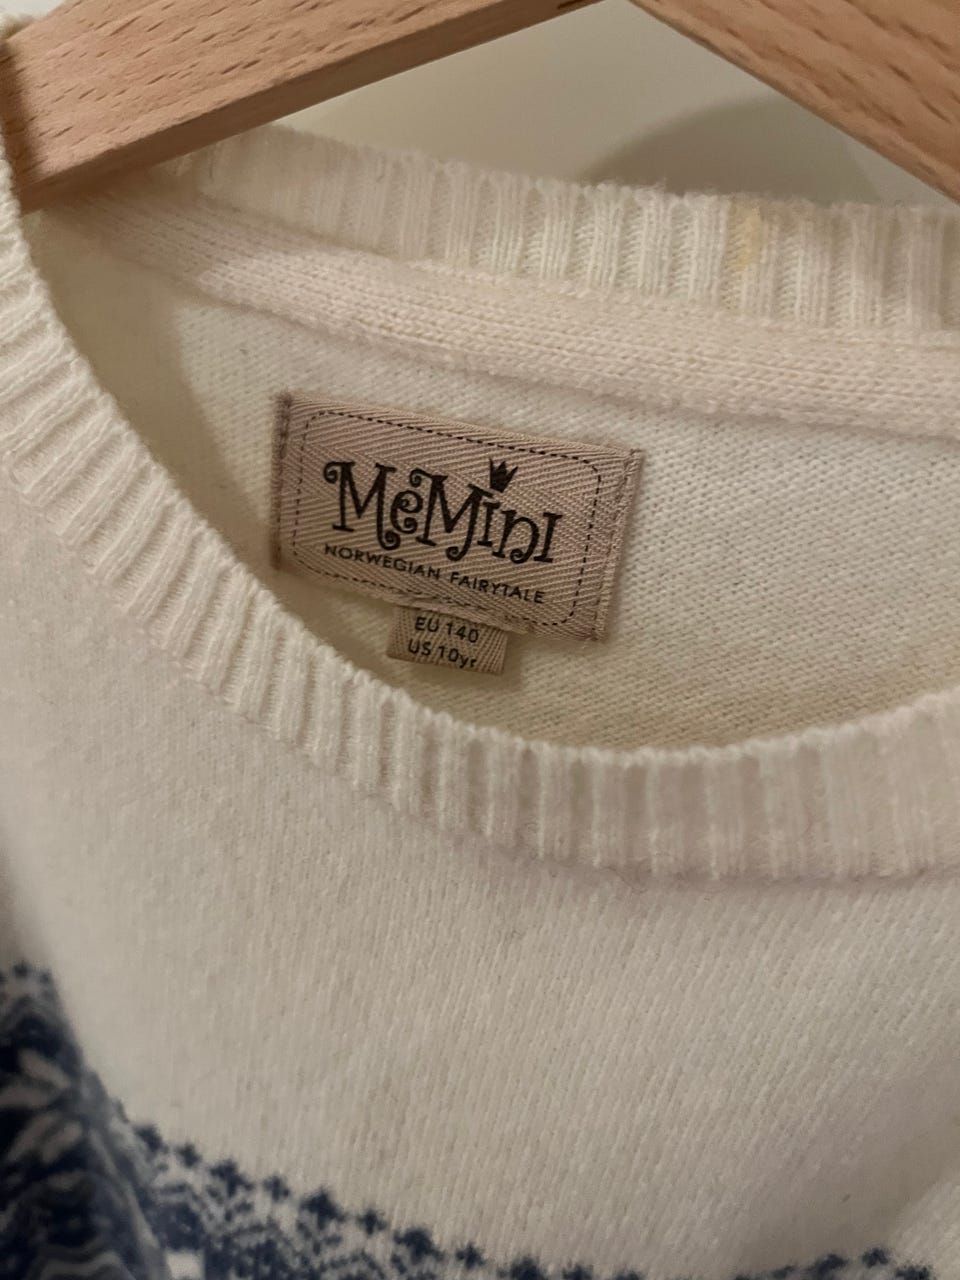 MeMini
NORWEGIAN FAIRYTALE
EU 140
US 10yr